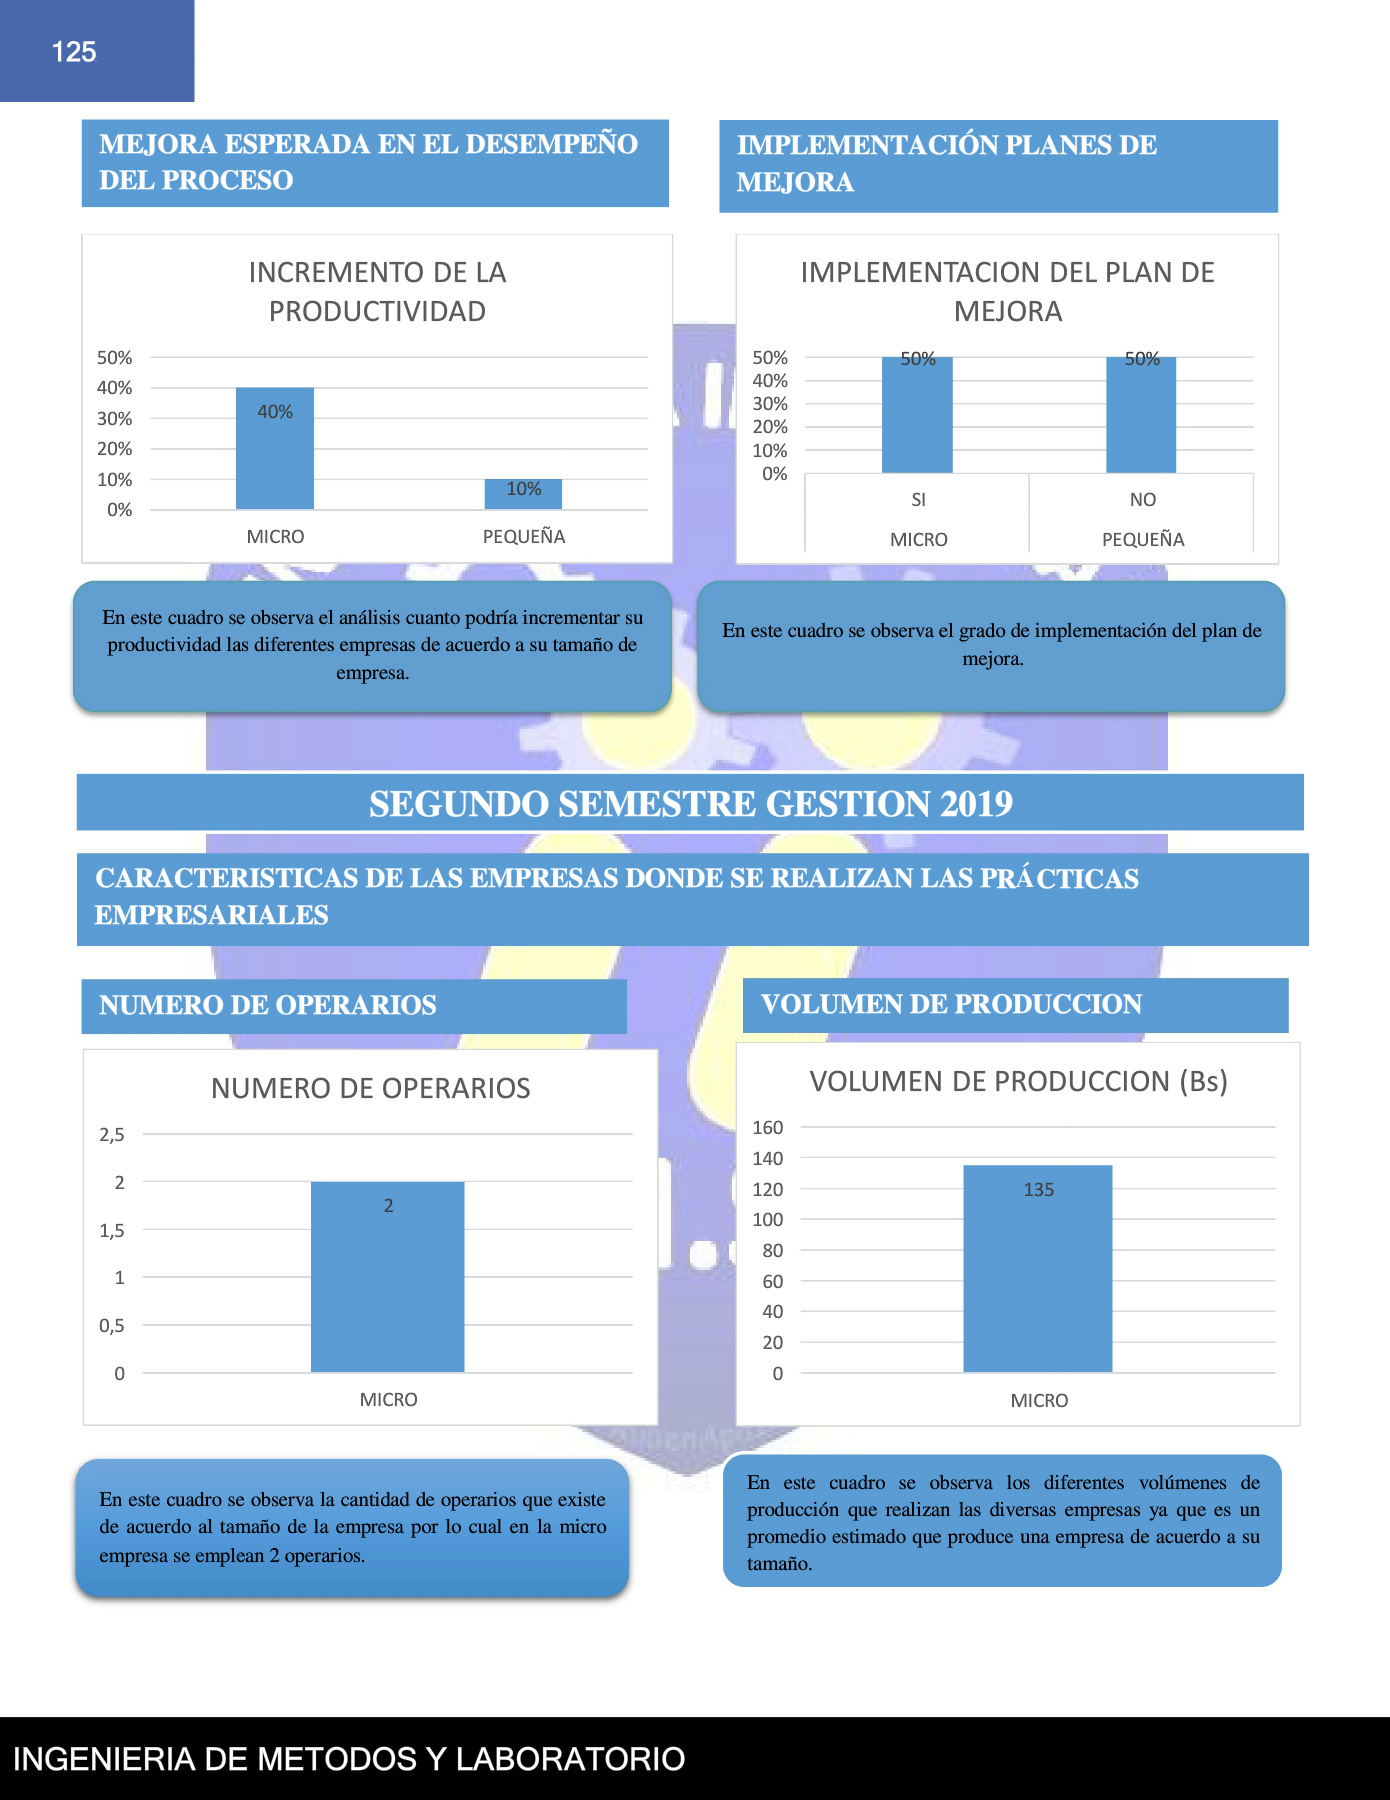 125
MEJORA ESPERADA EN EL DESEMPEÑO
DEL PROCESO
IMPLEMENTACIÓN PLANES DE
MEJORA
INCREMENTO DE LA
PRODUCTIVIDAD
50%
40%
30%
20%
10%
0%
40%
10%
MICRO
PEQUEÑA
IMPLEMENTACION DEL PLAN DE
MEJORA
50%
40%
30%
20%
10%
0%
50%
50%
SI
NO
MICRO
PEQUEÑA
En este cuadro se observa el análisis cuanto podría incrementar su
productividad las diferentes empresas de acuerdo a su tamaño de
empresa.
En este cuadro se observa el grado de implementación del plan de
mejora.
SEGUNDO SEMESTRE GESTION 2019
CARACTERISTICAS DE LAS EMPRESAS DONDE SE REALIZAN LAS PRÁCTICAS
EMPRESARIALES
NUMERO DE OPERARIOS
VOLUMEN DE PRODUCCION
NUMERO DE OPERARIOS
2,5
2
1,5
1
0,5
0
2
MICRO
VOLUMEN DE PRODUCCION (Bs)
160
140
120
100
80
60
40
20
0
135
MICRO
En este cuadro se observa la cantidad de operarios que existe
de acuerdo al tamaño de la empresa por lo cual en la micro
empresa se emplean 2 operarios.
En este cuadro se observa los diferentes volúmenes de
producción que realizan las diversas empresas ya que es un
promedio estimado que produce una empresa de acuerdo a su
tamaño.
INGENIERIA DE METODOS Y LABORATORIO